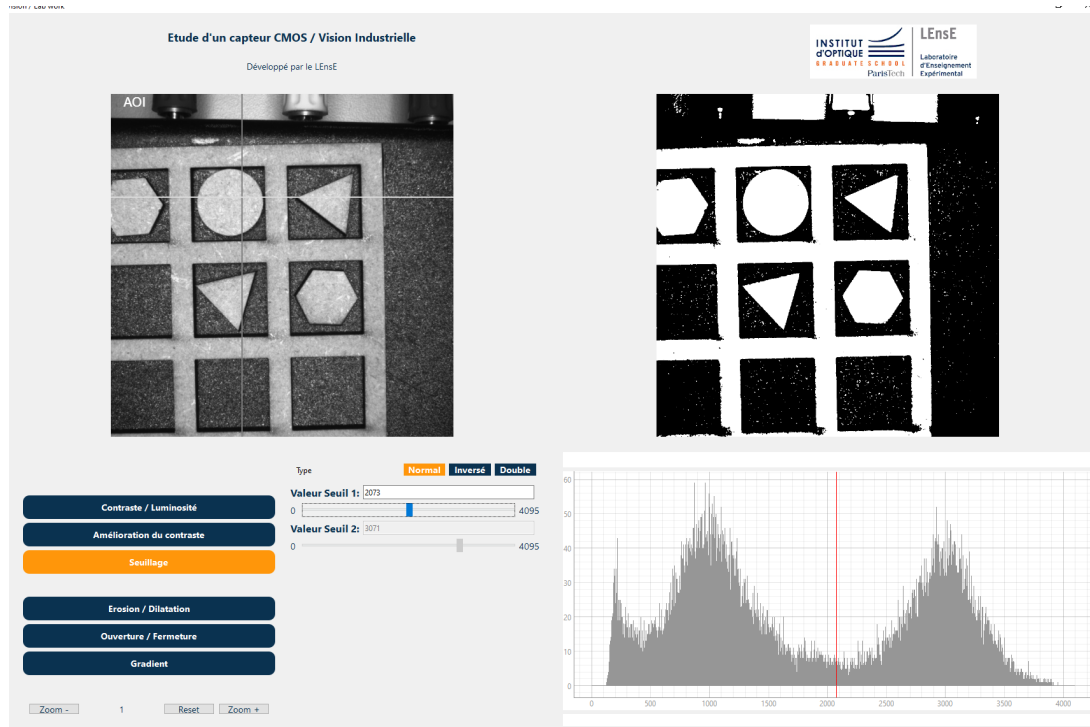 Vision / Lab work
Etude d'un capteur CMOS / Vision Industrielle
Développé par le LEnsE
INSTITUT
d'OPTIQUE
GRADUATE SCHOOL
ParisTech
LEnsE
Laboratoire
d'Enseignement
Expérimental
AOI
Type
Normal
Inversé
Double
Valeur Seuil 1: 2073
0 4095
Valeur Seuil 2: 3071
0 4095
Contraste / Luminosité
Amélioration du contraste
Seuillage
Erosion / Dilatation
Ouverture / Fermeture
Gradient
Zoom -
1
Reset
Zoom +
60
50
40
30
20
10
0
0 500 1000 1500 2000 2500 3000 3500 4000